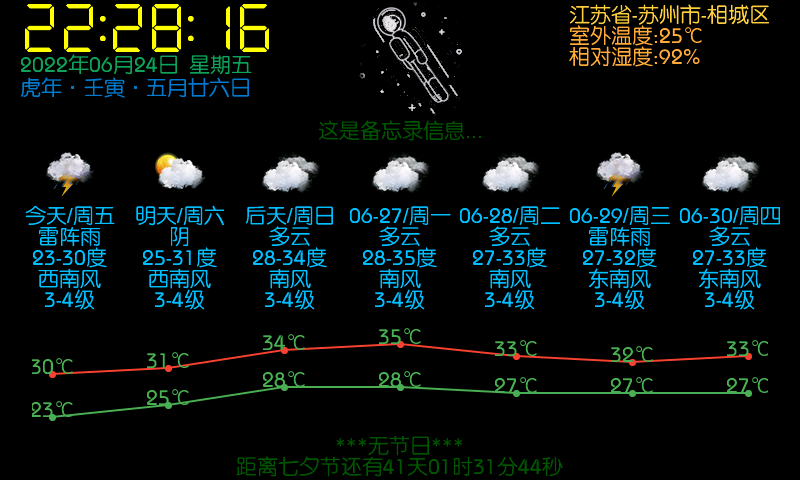 22:28:16
2022年06月24日 星期五
虎年·壬寅·五月廿六日
江苏省-苏州市-相城区
室外温度:25℃
相对湿度:92%
这是备忘录信息...
今天/周五 明天/周六 后天/周日 06-27/周一 06-28/周二 06-29/周三 06-30/周四
雷阵雨 阴 多云 多云 多云 雷阵雨 多云
23-30度 25-31度 28-34度 28-35度 27-33度 27-32度 27-33度
西南风 西南风 南风 南风 南风 东南风 东南风
3-4级 3-4级 3-4级 3-4级 3-4级 3-4级 3-4级
30℃ 31℃ 34℃ 35℃ 33℃ 32℃ 33℃
23℃ 25℃ 28℃ 28℃ 27℃ 27℃ 27℃
***无节日***
距离七夕节还有41天01时31分44秒